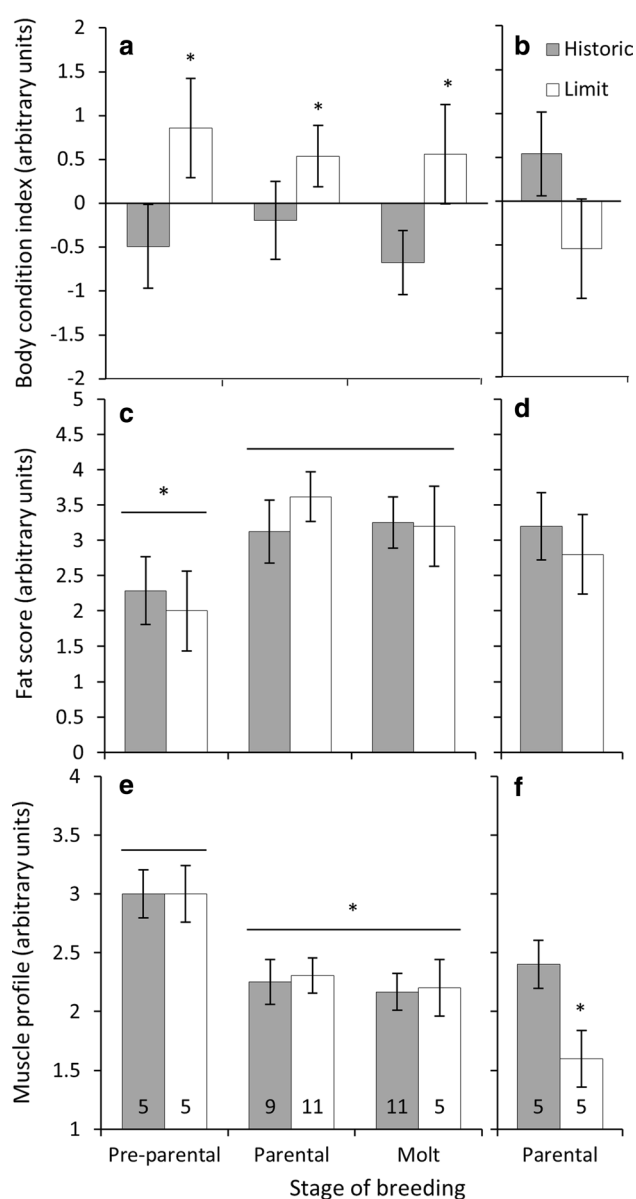 a
b
Historic
Limit
Body condition index (arbitrary units)
2
1.5
1
0.5
0
-0.5
-1
-1.5
-2
*
*
*
c
d
Fat score (arbitrary units)
5
4.5
4
3.5
3
2.5
2
1.5
1
0.5
0
*
e
f
Muscle profile (arbitrary units)
4
3.5
3
2.5
2
1.5
1
*
*
5 5 9 11 11 5 5 5
Pre-parental Parental Molt Parental
Stage of breeding